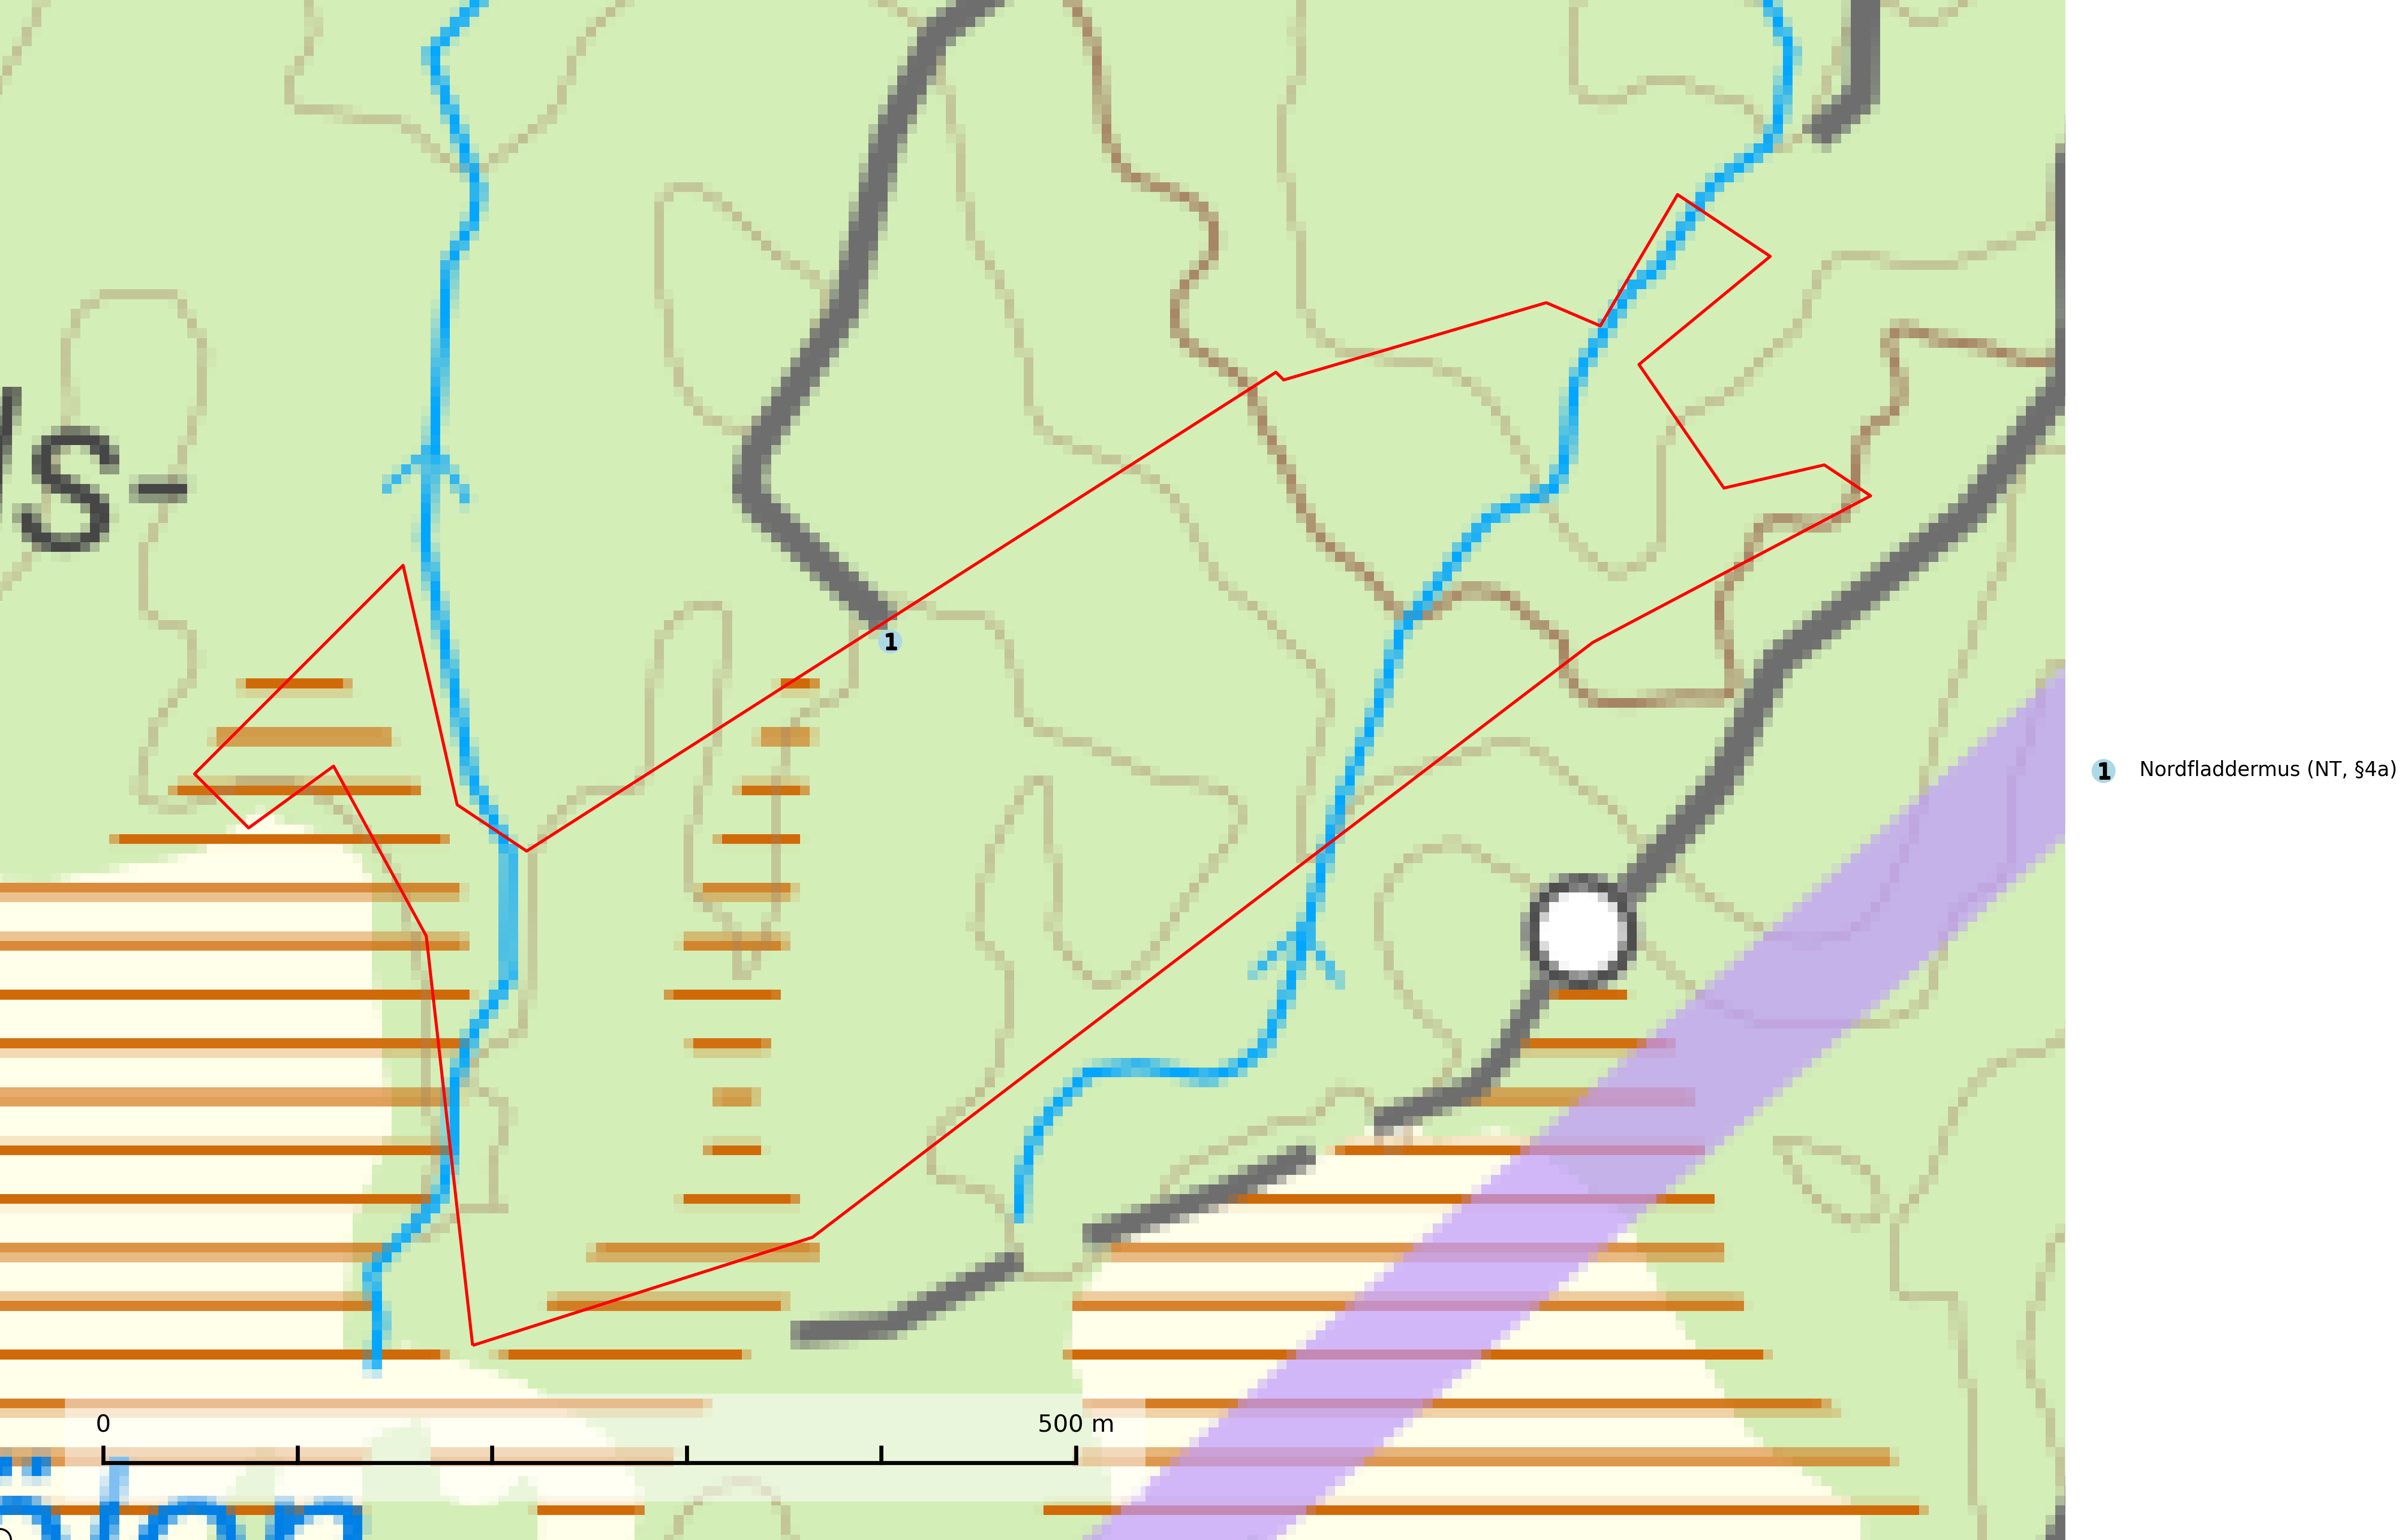 s-
1
1 Nordfladdermus (NT, §4a)
0 500 m